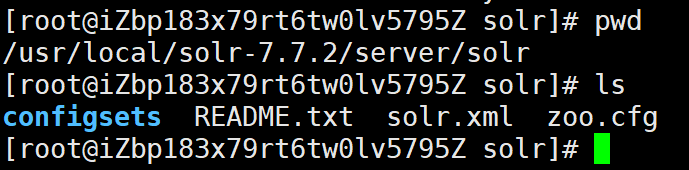 [root@iZbp183x79rt6tw0lv5795Z solr]# pwd
/usr/local/solr-7.7.2/server/solr
[root@iZbp183x79rt6tw0lv5795Z solr]# ls
configsets  README.txt  solr.xml  zoo.cfg
[root@iZbp183x79rt6tw0lv5795Z solr]#